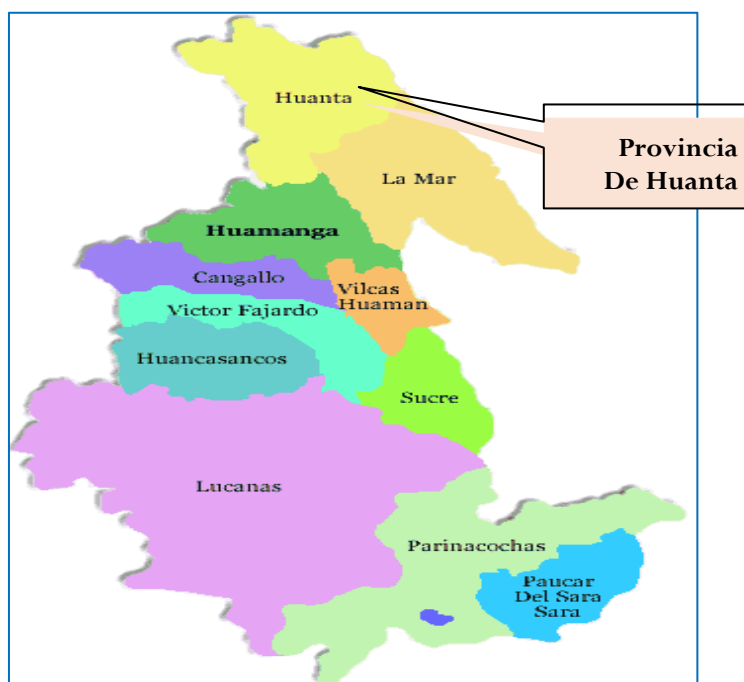 Huanta
Provincia
De Huanta
La Mar
Huamanga
Cangallo
Vilcas
Huaman
Victor Fajardo
Huancasancos
Sucre
Lucanas
Parinacochas
Paucar
Del Sara
Sara